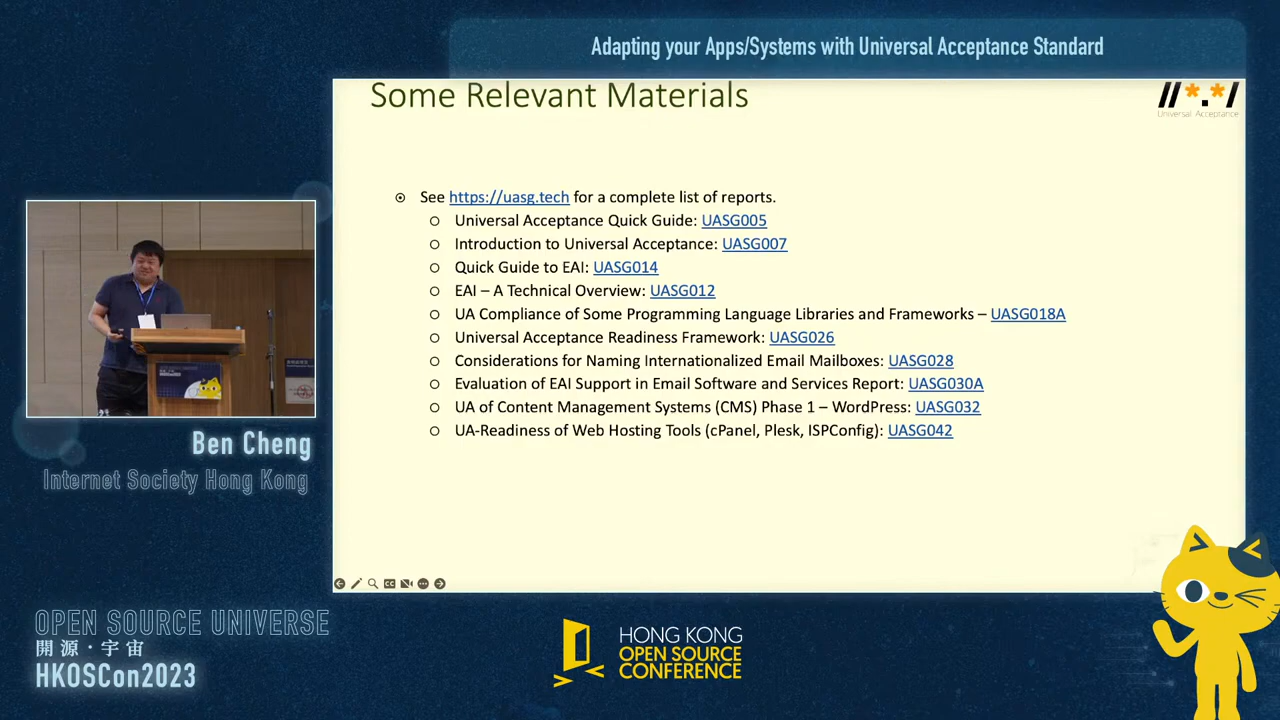 Adapting your Apps/Systems with Universal Acceptance Standard
Some Relevant Materials
//*.*/
Universal Acceptance
See https://uasg.tech for a complete list of reports.
Universal Acceptance Quick Guide: UASG005
Introduction to Universal Acceptance: UASG007
Quick Guide to EAI: UASG014
EAI – A Technical Overview: UASG012
UA Compliance of Some Programming Language Libraries and Frameworks – UASG018A
Universal Acceptance Readiness Framework: UASG026
Considerations for Naming Internationalized Email Mailboxes: UASG028
Evaluation of EAI Support in Email Software and Services Report: UASG030A
UA of Content Management Systems (CMS) Phase 1 – WordPress: UASG032
UA-Readiness of Web Hosting Tools (cPanel, Plesk, ISPConfig): UASG042
Ben Cheng
Internet Society Hong Kong
OPEN SOURCE UNIVERSE
開源·宇宙
HKOSCon2023
HONG KONG
OPEN SOURCE
CONFERENCE